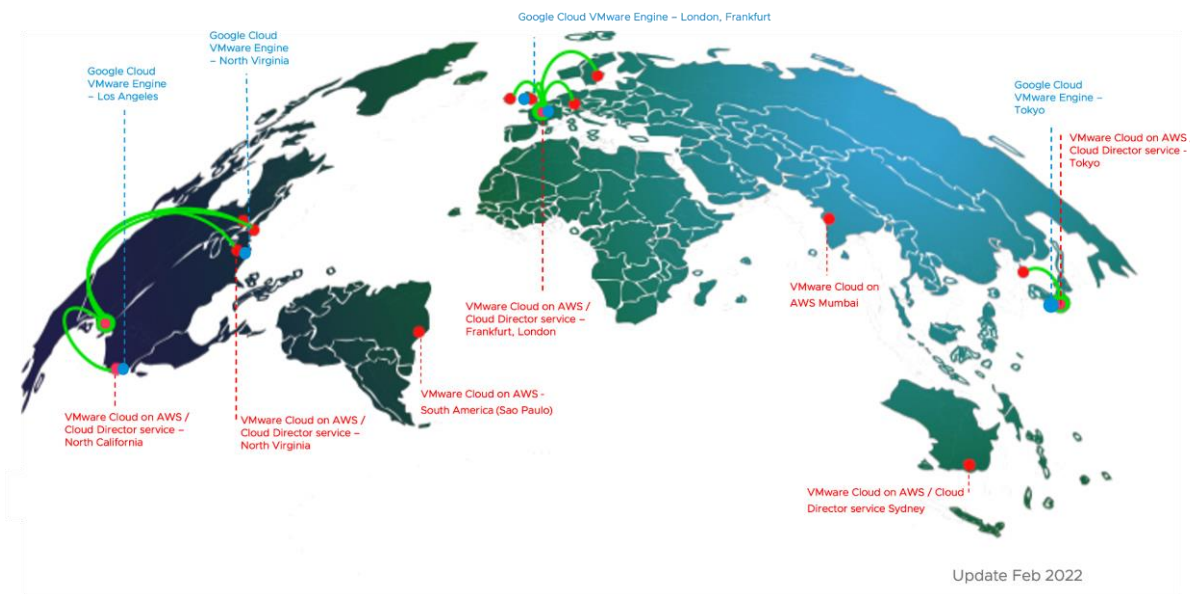 Google Cloud VMware Engine – London, Frankfurt
Google Cloud
VMware Engine
– North Virginia
Google Cloud
VMware Engine
– Los Angeles
Google Cloud
VMware Engine –
Tokyo
VMware Cloud on AWS
Cloud Director service -
Tokyo
VMware Cloud on
AWS Mumbai
VMware Cloud on AWS /
Cloud Director service –
Frankfurt, London
VMware Cloud on AWS -
South America (Sao Paulo)
VMware Cloud on AWS /
Cloud Director service –
North California
VMware Cloud on AWS /
Cloud Director service –
North Virginia
VMware Cloud on AWS / Cloud
Director service Sydney
Update Feb 2022